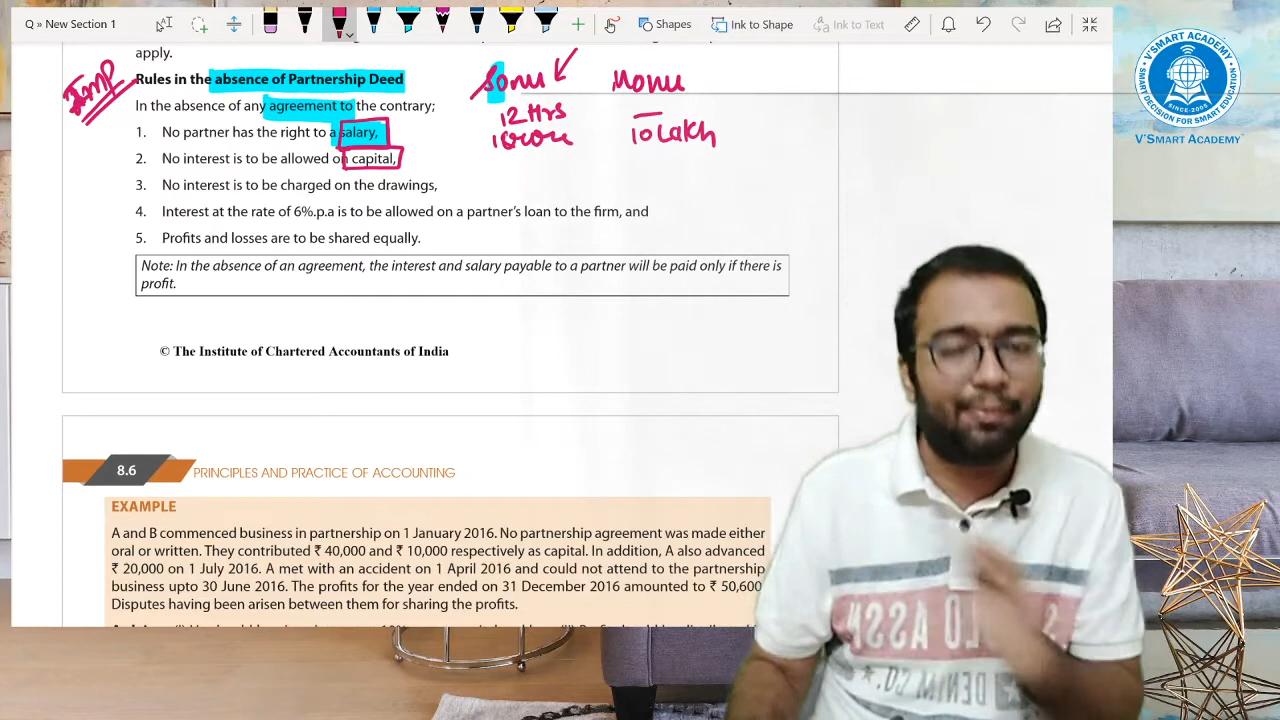 Q » New Section 1
Shapes
Ink to Shape
Ink to Text
apply.
Imp
Rules in the absence of Partnership Deed
Sonu Monu
In the absence of any agreement to the contrary;
12 Hrs
1. No partner has the right to a salary,
10 Lakh
2. No interest is to be allowed on capital,
3. No interest is to be charged on the drawings,
4. Interest at the rate of 6%.p.a is to be allowed on a partner's loan to the firm, and
5. Profits and losses are to be shared equally.
Note: In the absence of an agreement, the interest and salary payable to a partner will be paid only if there is
profit.
© The Institute of Chartered Accountants of India
8.6 PRINCIPLES AND PRACTICE OF ACCOUNTING
EXAMPLE
A and B commenced business in partnership on 1 January 2016. No partnership agreement was made either
oral or written. They contributed ₹ 40,000 and ₹ 10,000 respectively as capital. In addition, A also advanced
₹ 20,000 on 1 July 2016. A met with an accident on 1 April 2016 and could not attend to the partnership
business upto 30 June 2016. The profits for the year ended on 31 December 2016 amounted to ₹ 50,600
Disputes having been arisen between them for sharing the profits.
V'SMART ACADEMY
SMART DECISION FOR SMART EDUCATION
SINCE-2005
V'SMART ACADEMY
DENIM CO.